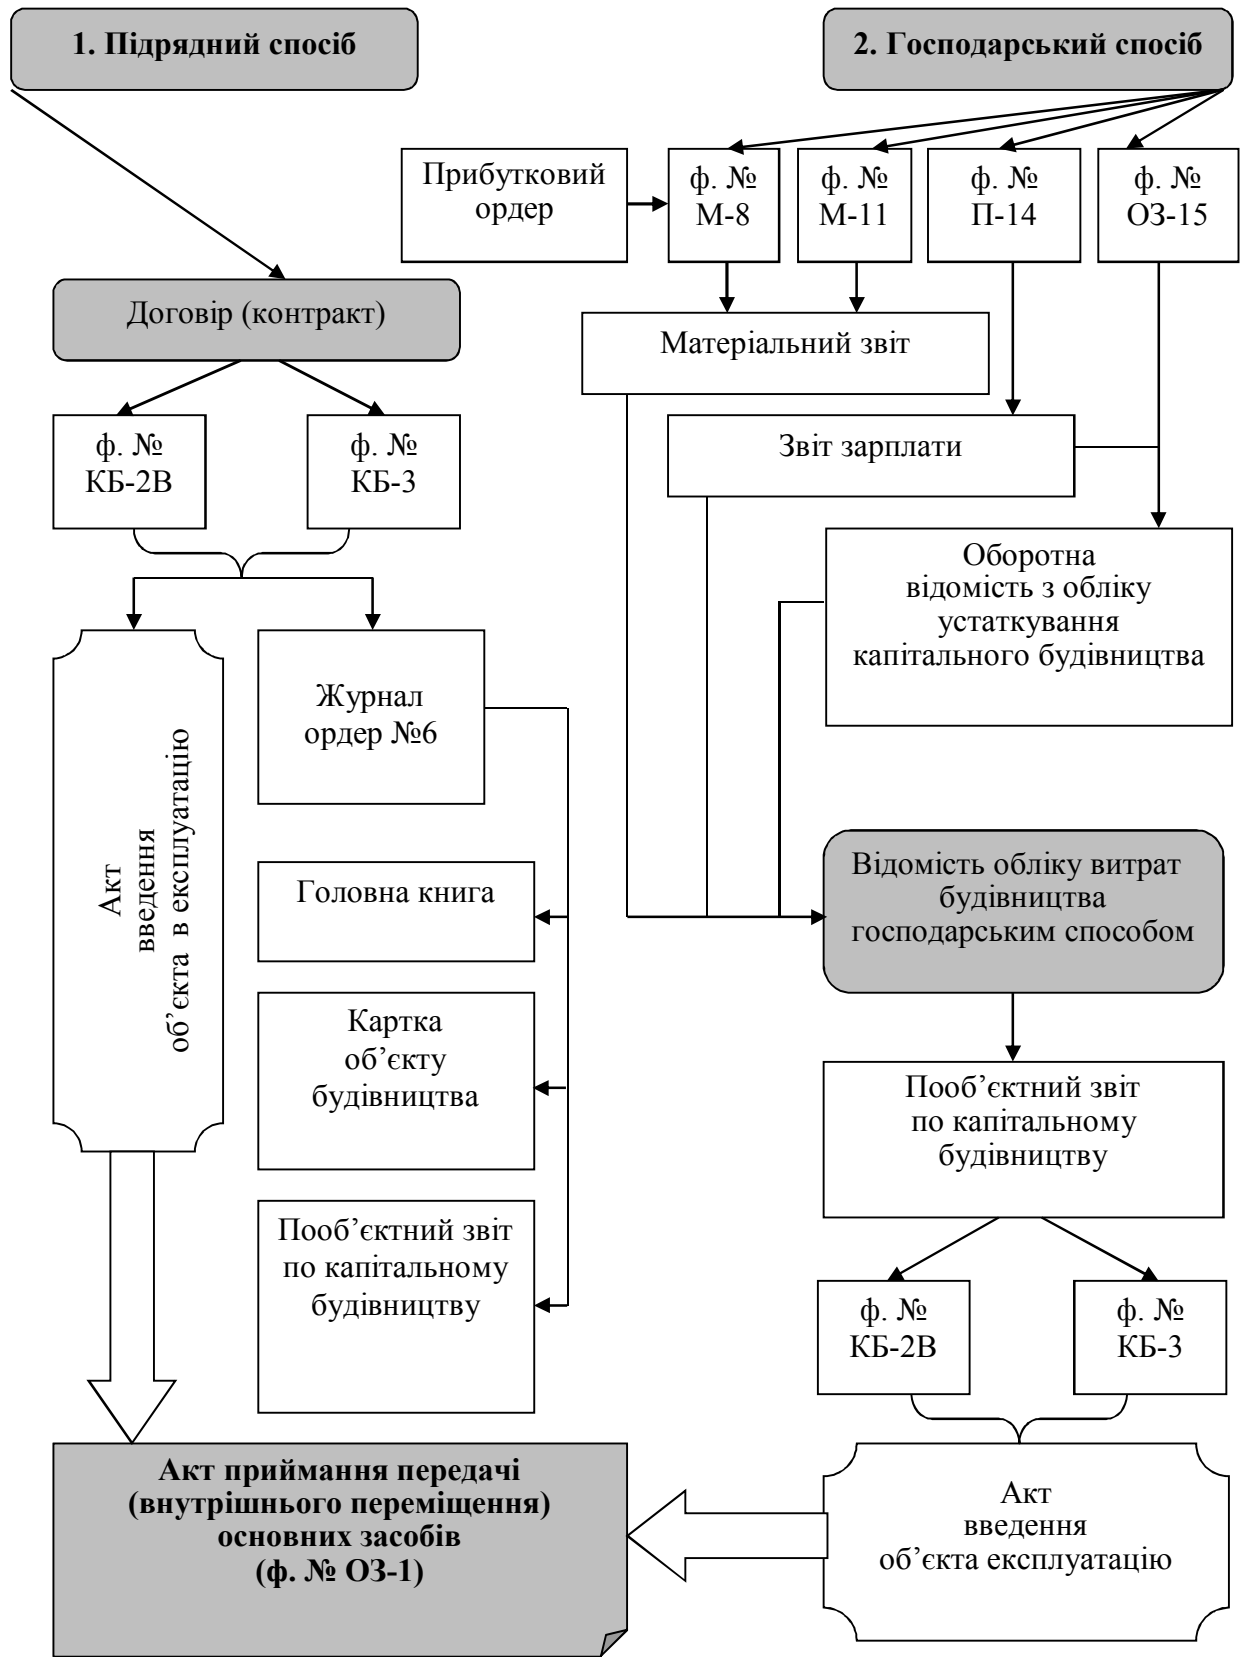 1. Підрядний спосіб
2. Господарський спосіб
Прибутковий
ордер
ф. №
М-8
ф. №
М-11
ф. №
П-14
ф. №
ОЗ-15
Договір (контракт)
Матеріальний звіт
ф. №
КБ-2В
ф. №
КБ-3
Звіт зарплати
Оборотна
відомість з обліку
устаткування
капітального будівництва
Акт
введення
об’єкта в експлуатацію
Журнал
ордер №6
Головна книга
Картка
об’єкту
будівництва
Пооб’єктний звіт
по капітальному
будівництву
Відомість обліку витрат
будівництва
господарським способом
Пооб’єктний звіт
по капітальному
будівництву
ф. №
КБ-2В
ф. №
КБ-3
Акт приймання передачі
(внутрішнього переміщення)
основних засобів
(ф. № ОЗ-1)
Акт
введення
об’єкта експлуатацію